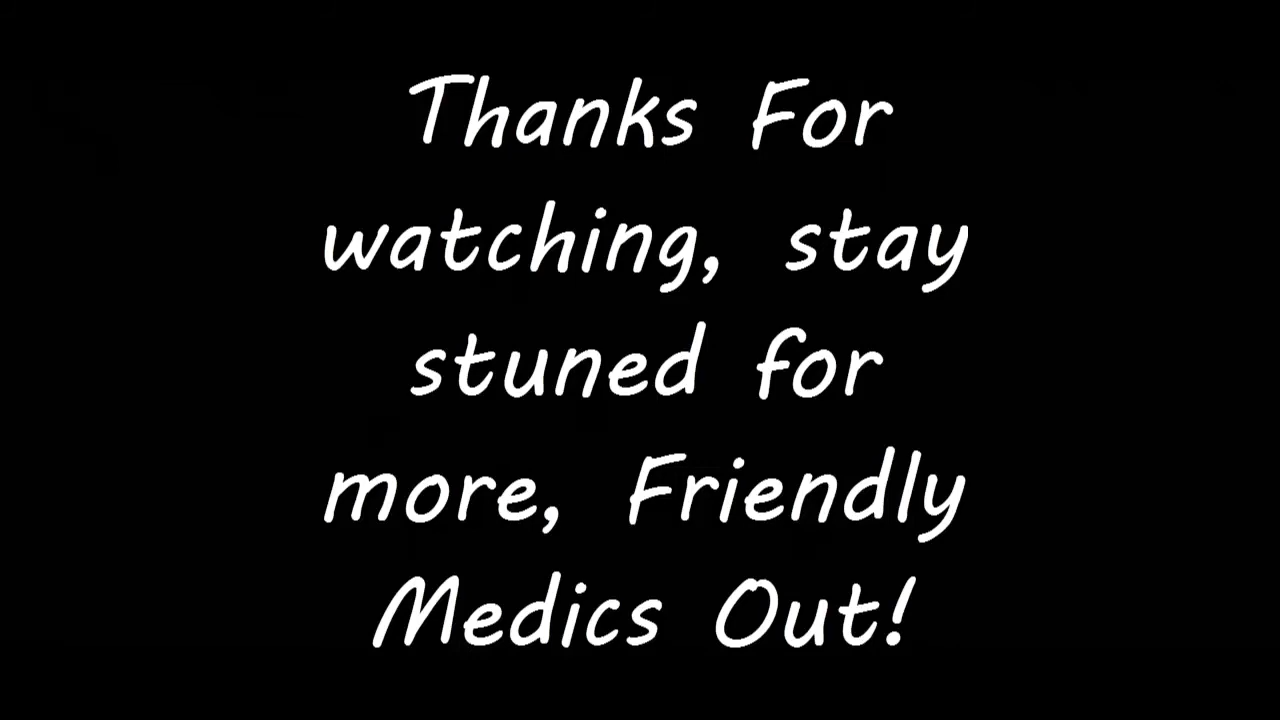 Thanks For
watching, stay
stuned for
more, Friendly
Medics Out!